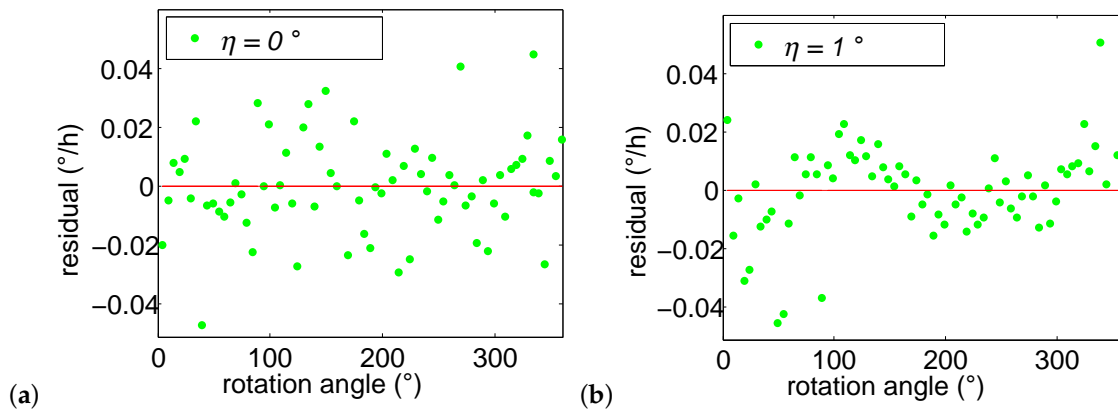 η = 0 °
0.04
0.02
0
−0.02
−0.04
residual (°/h)
0
100
200
300
rotation angle (°)
(a)
η = 1 °
0.04
0.02
0
−0.02
−0.04
residual (°/h)
0
100
200
300
rotation angle (°)
(b)